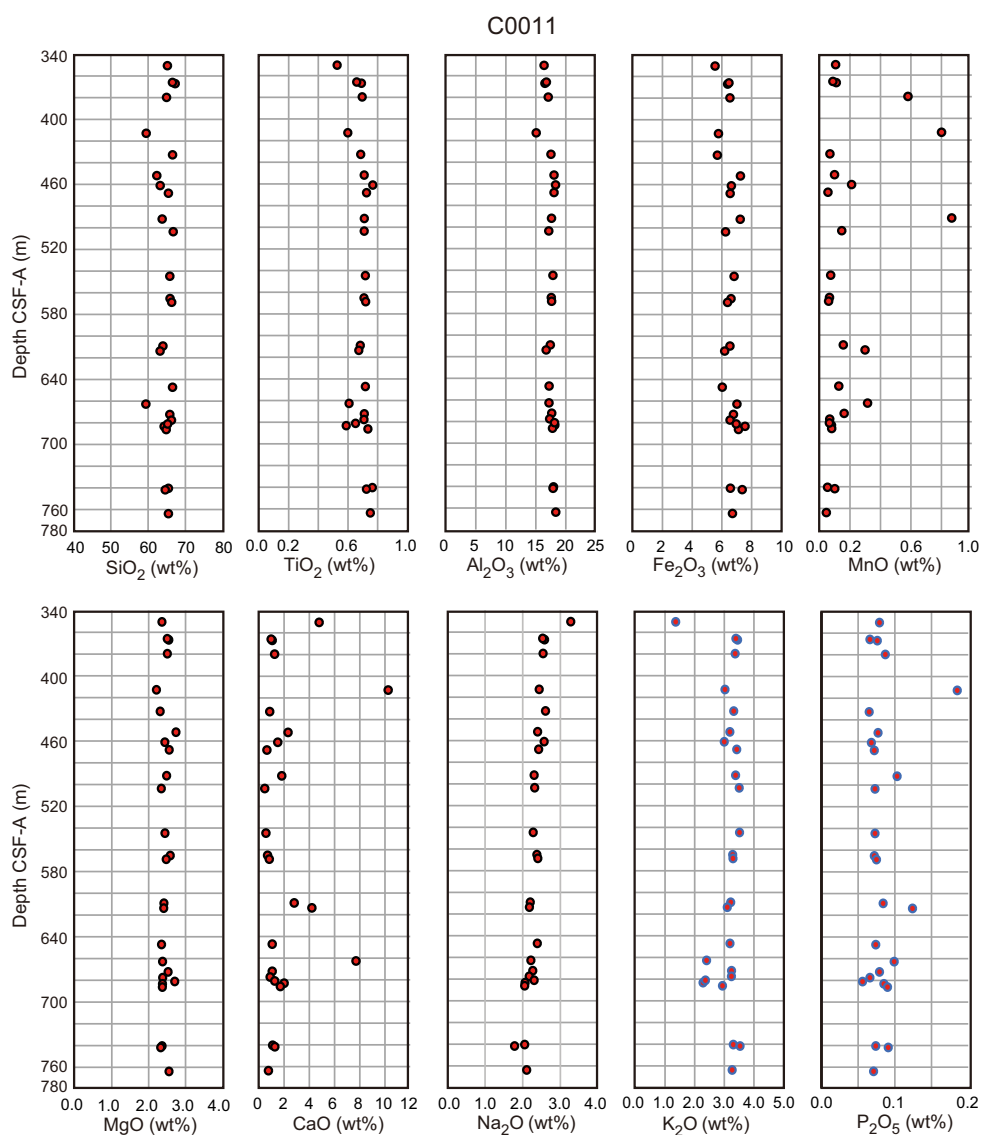 C0011
Depth CSF-A (m)
340
400
460
520
580
640
700
760
780
40 50 60 70 80
SiO₂ (wt%)
0.0 0.2 0.6 1.0
TiO₂ (wt%)
0 5 10 15 20 25
Al₂O₃ (wt%)
0 2 4 6 8 10
Fe₂O₃ (wt%)
0.0 0.2 0.6 1.0
MnO (wt%)
Depth CSF-A (m)
340
400
460
520
580
640
700
760
780
0.0 1.0 2.0 3.0 4.0
MgO (wt%)
0 2 4 6 8 10 12
CaO (wt%)
0 1.0 2.0 3.0 4.0
Na₂O (wt%)
0.0 1.0 2.0 3.0 4.0 5.0
K₂O (wt%)
0.0 0.1 0.2
P₂O₅ (wt%)